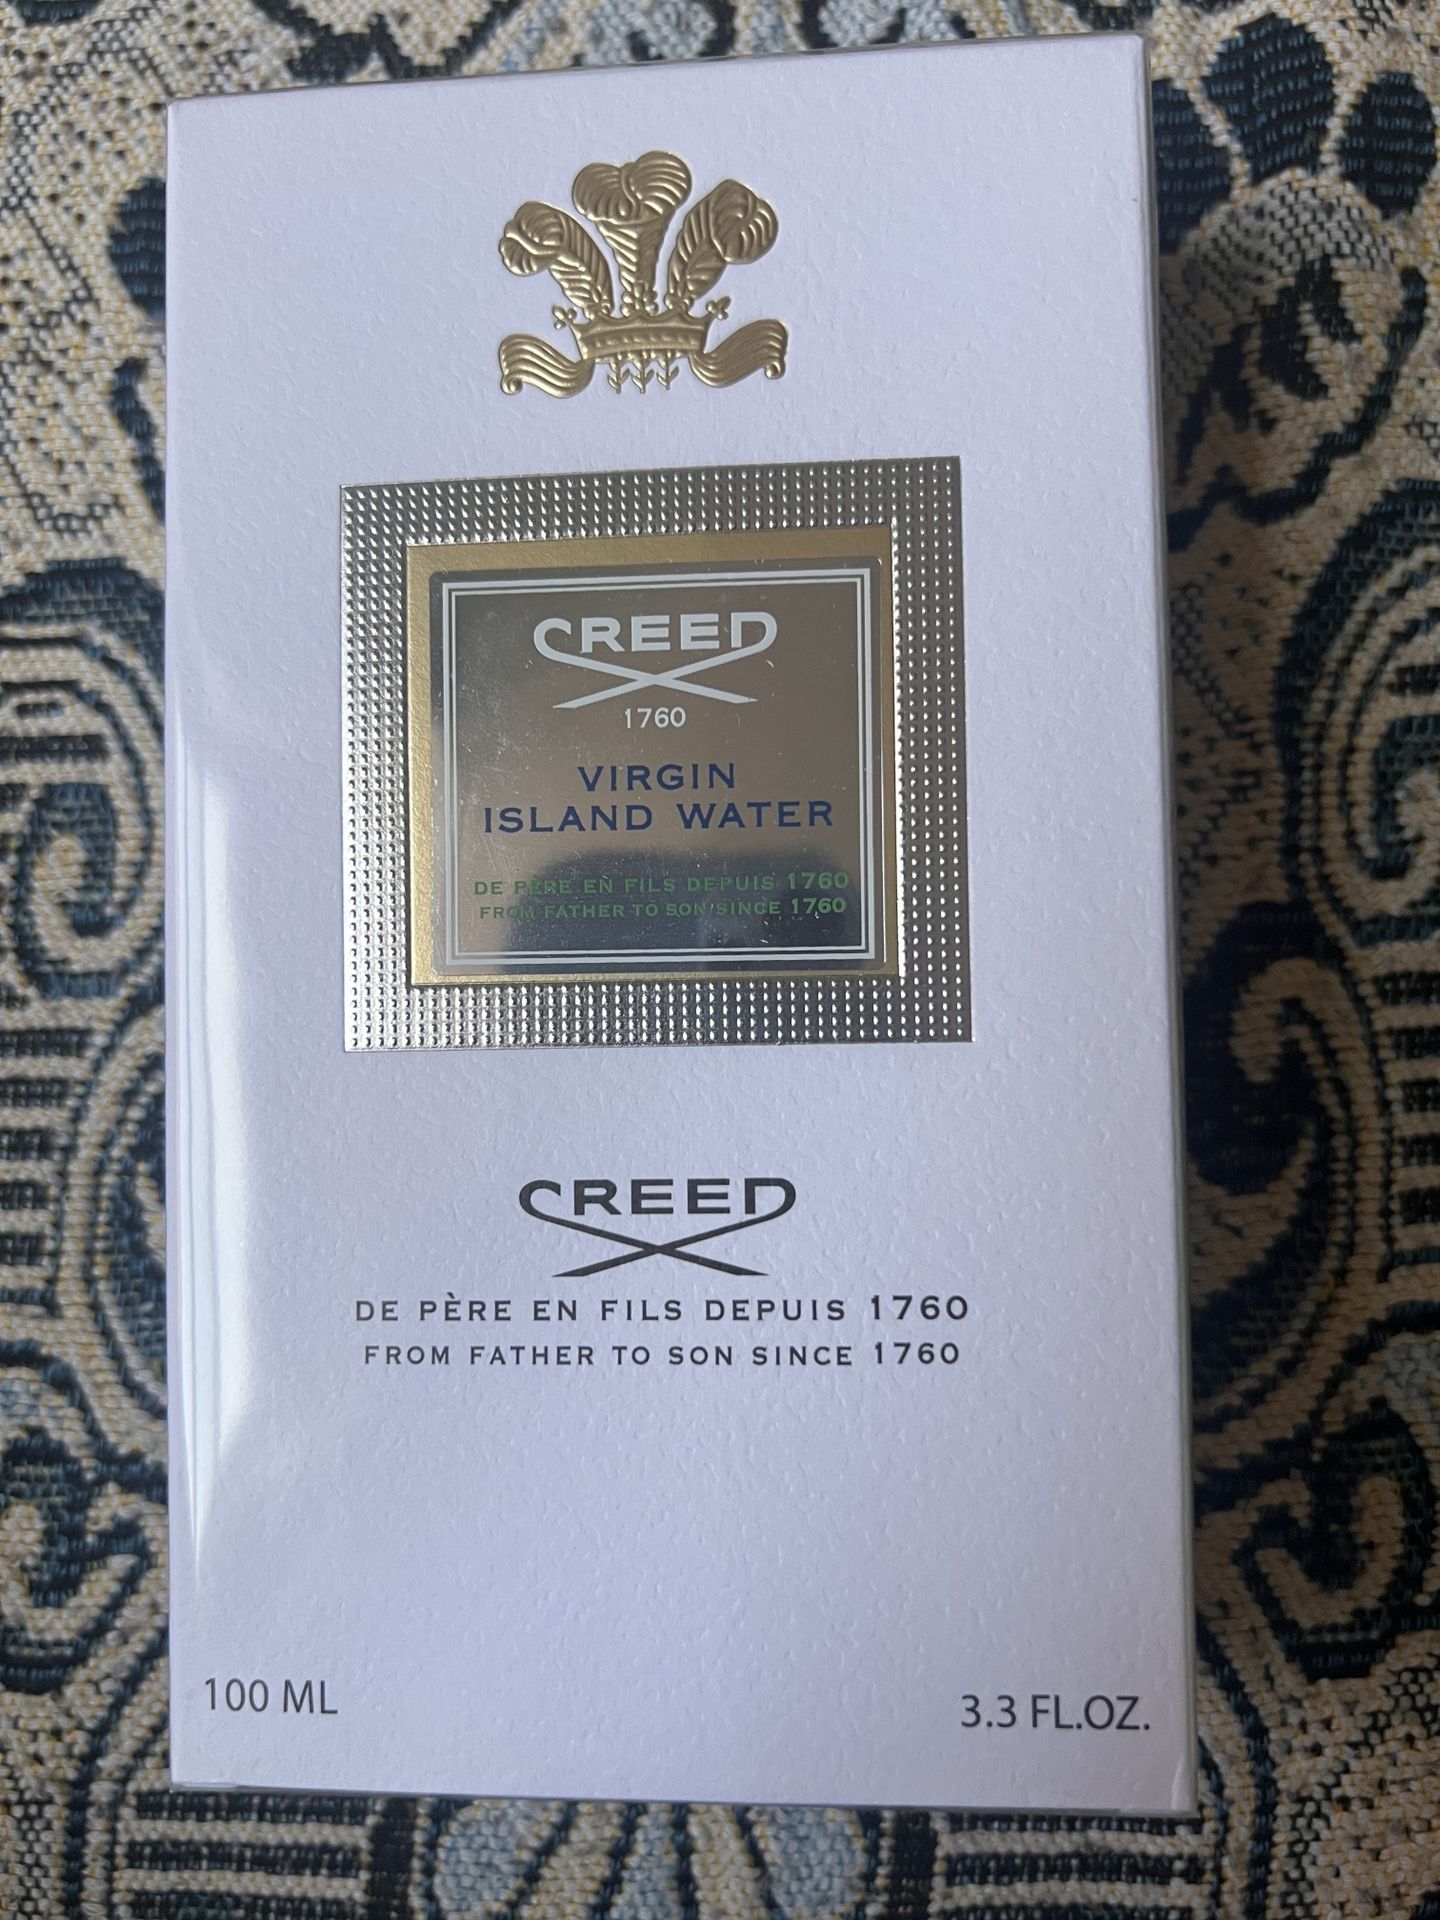 CREED
1760
VIRGIN
ISLAND WATER
DE PÈRE EN FILS DEPUIS 1760
FROM FATHER TO SON SINCE 1760
CREED
DE PÈRE EN FILS DEPUIS 1760
FROM FATHER TO SON SINCE 1760
100 ML
3.3 FL.OZ.